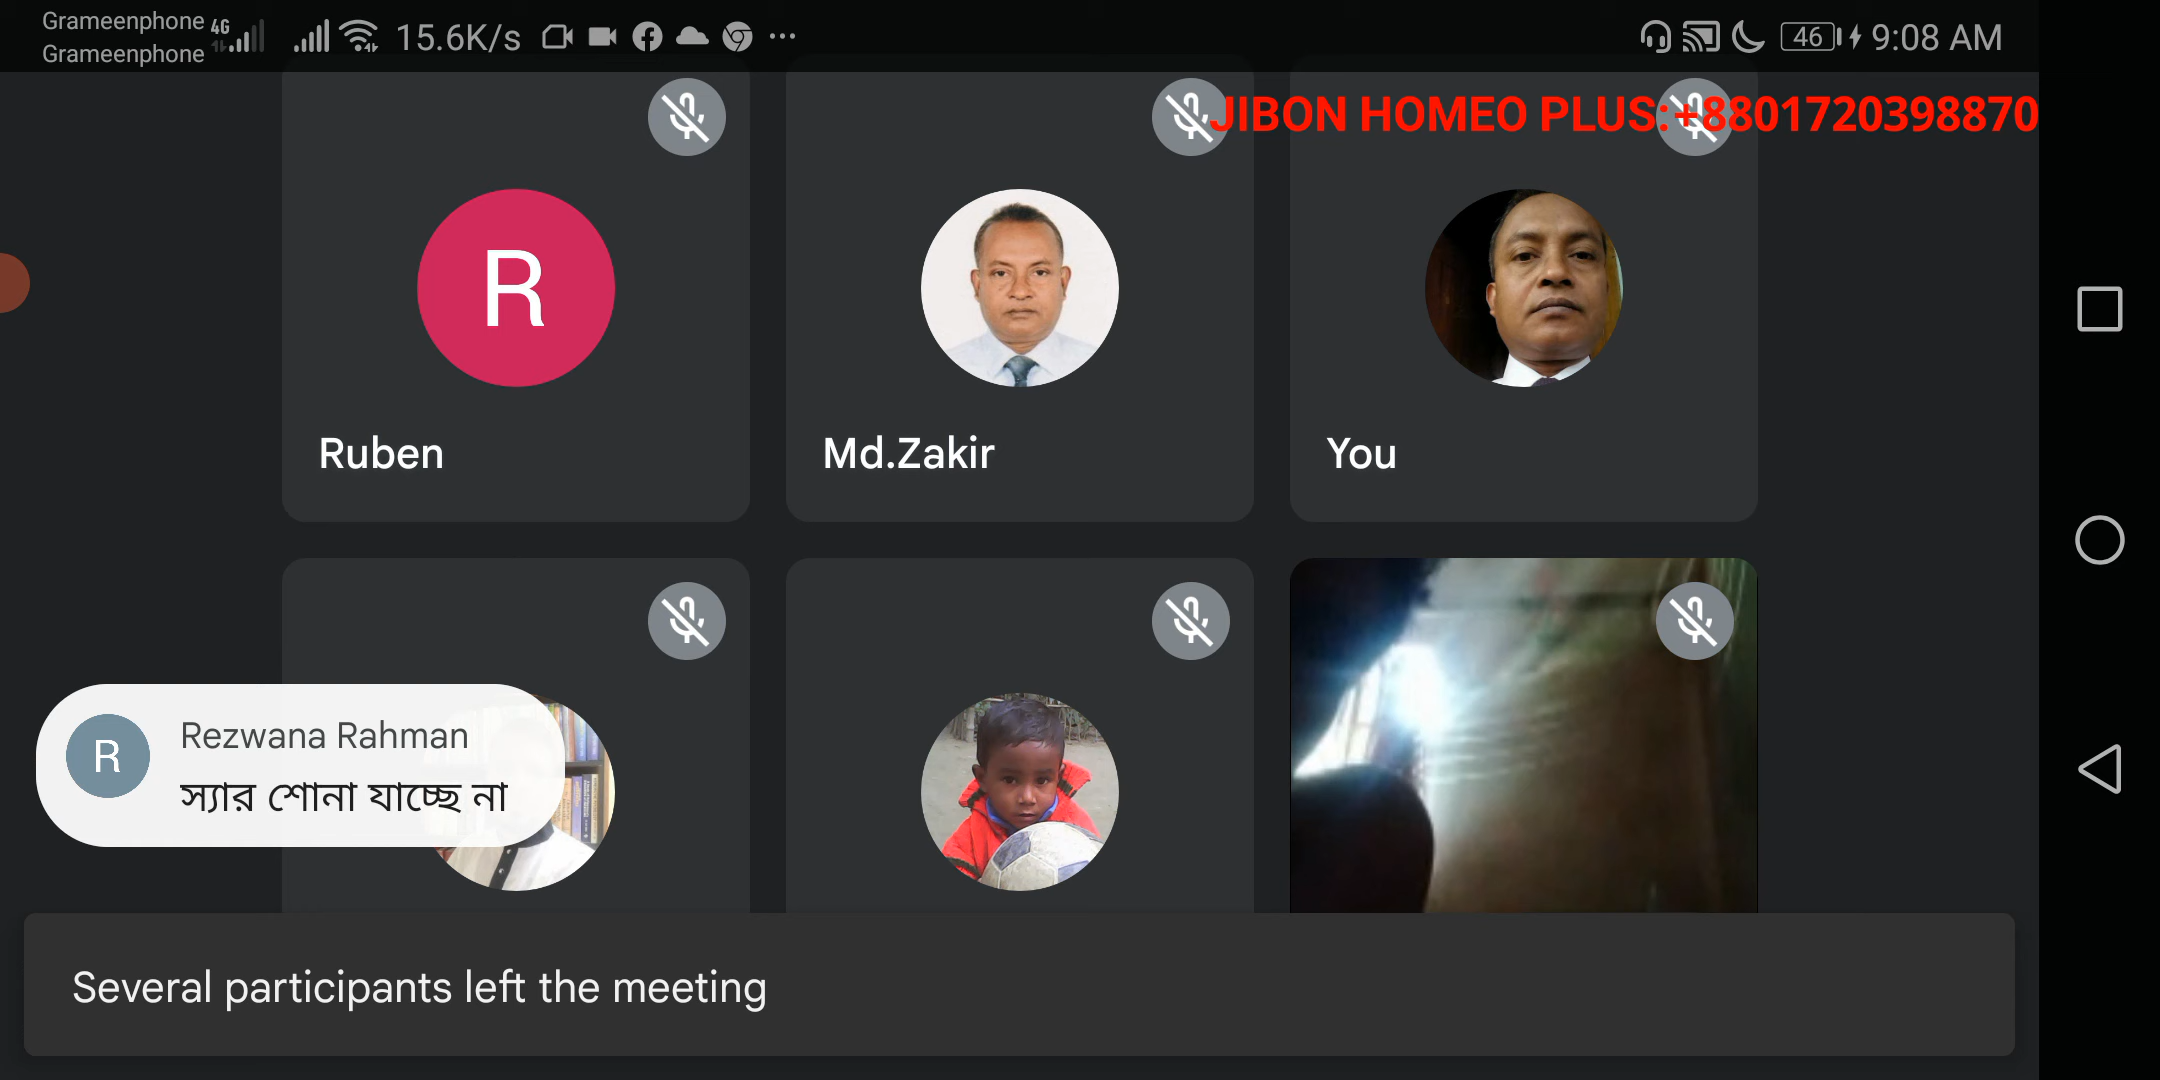 Grameenphone 4G
Grameenphone
15.6K/s
46
9:08 AM
JIBON HOMEO PLUS:+8801720398870
R
Ruben
Md.Zakir
You
R
Rezwana Rahman
স্যার শোনা যাচ্ছে না
Several participants left the meeting